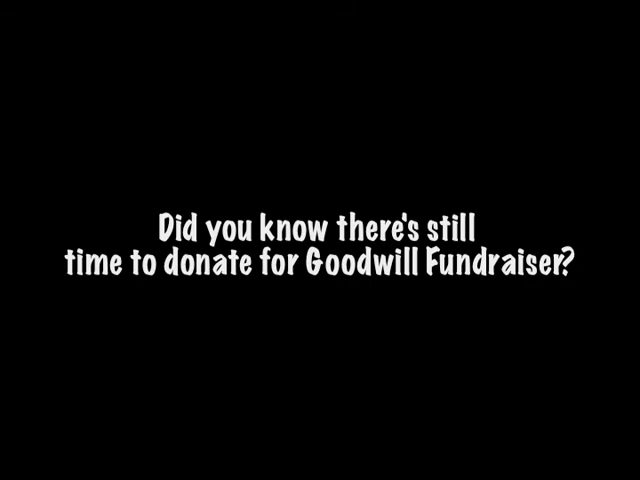 Did you know there's still
time to donate for Goodwill Fundraiser?